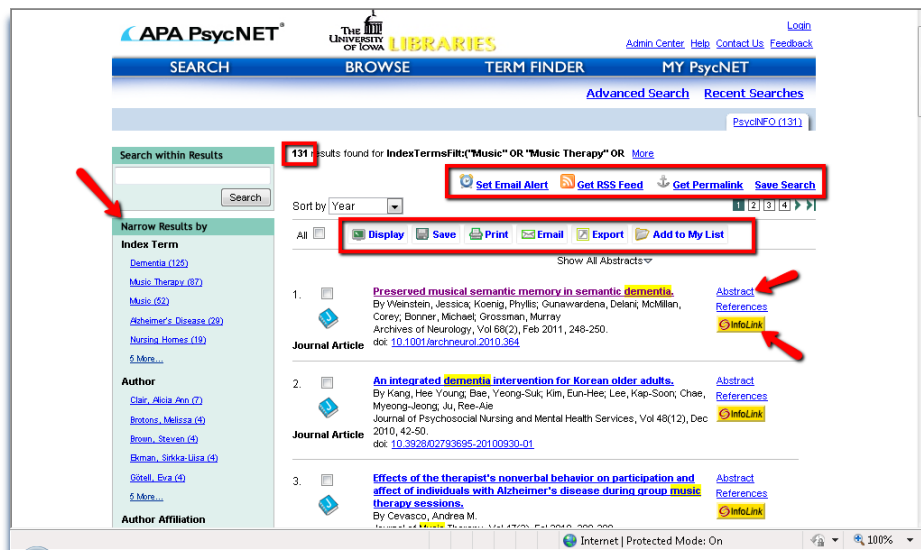 APA PsycNET®
THE UNIVERSITY OF IOWA LIBRARIES
Login
Admin Center Help Contact Us Feedback
SEARCH BROWSE TERM FINDER MY PsycNET
Advanced Search Recent Searches
PsycINFO (131)
Search within Results
Search
131 results found for IndexTermsFilt:("Music" OR "Music Therapy" OR More
Set Email Alert Get RSS Feed Get Permalink Save Search
Sort by Year
1 2 3 4
All Display Save Print Email Export Add to My List
Show All Abstracts
Narrow Results by
Index Term
Dementia (125)
Music Therapy (87)
Music (52)
Alzheimer's Disease (29)
Nursing Homes (19)
5 More...
Author
Clair, Alicia Ann (7)
Brotons, Melissa (4)
Brown, Steven (4)
Ekman, Sirkka-Liisa (4)
Götell, Eva (4)
5 More...
Author Affiliation
1.
Journal Article
Preserved musical semantic memory in semantic dementia.
By Weinstein, Jessica; Koenig, Phyllis; Gunawardena, Delani; McMillan,
Corey; Bonner, Michael; Grossman, Murray
Archives of Neurology, Vol 68(2), Feb 2011, 248-250.
doi: 10.1001/archneurol.2010.364
Abstract
References
InfoLink
2.
Journal Article
An integrated dementia intervention for Korean older adults.
By Kang, Hee Young; Bae, Yeong-Suk; Kim, Eun-Hee; Lee, Kap-Soon; Chae,
Myeong-Jeong; Ju, Ree-Aie
Journal of Psychosocial Nursing and Mental Health Services, Vol 48(12), Dec
2010, 42-50.
doi: 10.3928/02793695-20100930-01
Abstract
References
InfoLink
3.
Effects of the therapist's nonverbal behavior on participation and
affect of individuals with Alzheimer's disease during group music
therapy sessions.
By Cevasco, Andrea M.
Journal of Music Therapy, Vol 47(3), Fal 2010,
Abstract
References
InfoLink
Internet | Protected Mode: On 100%